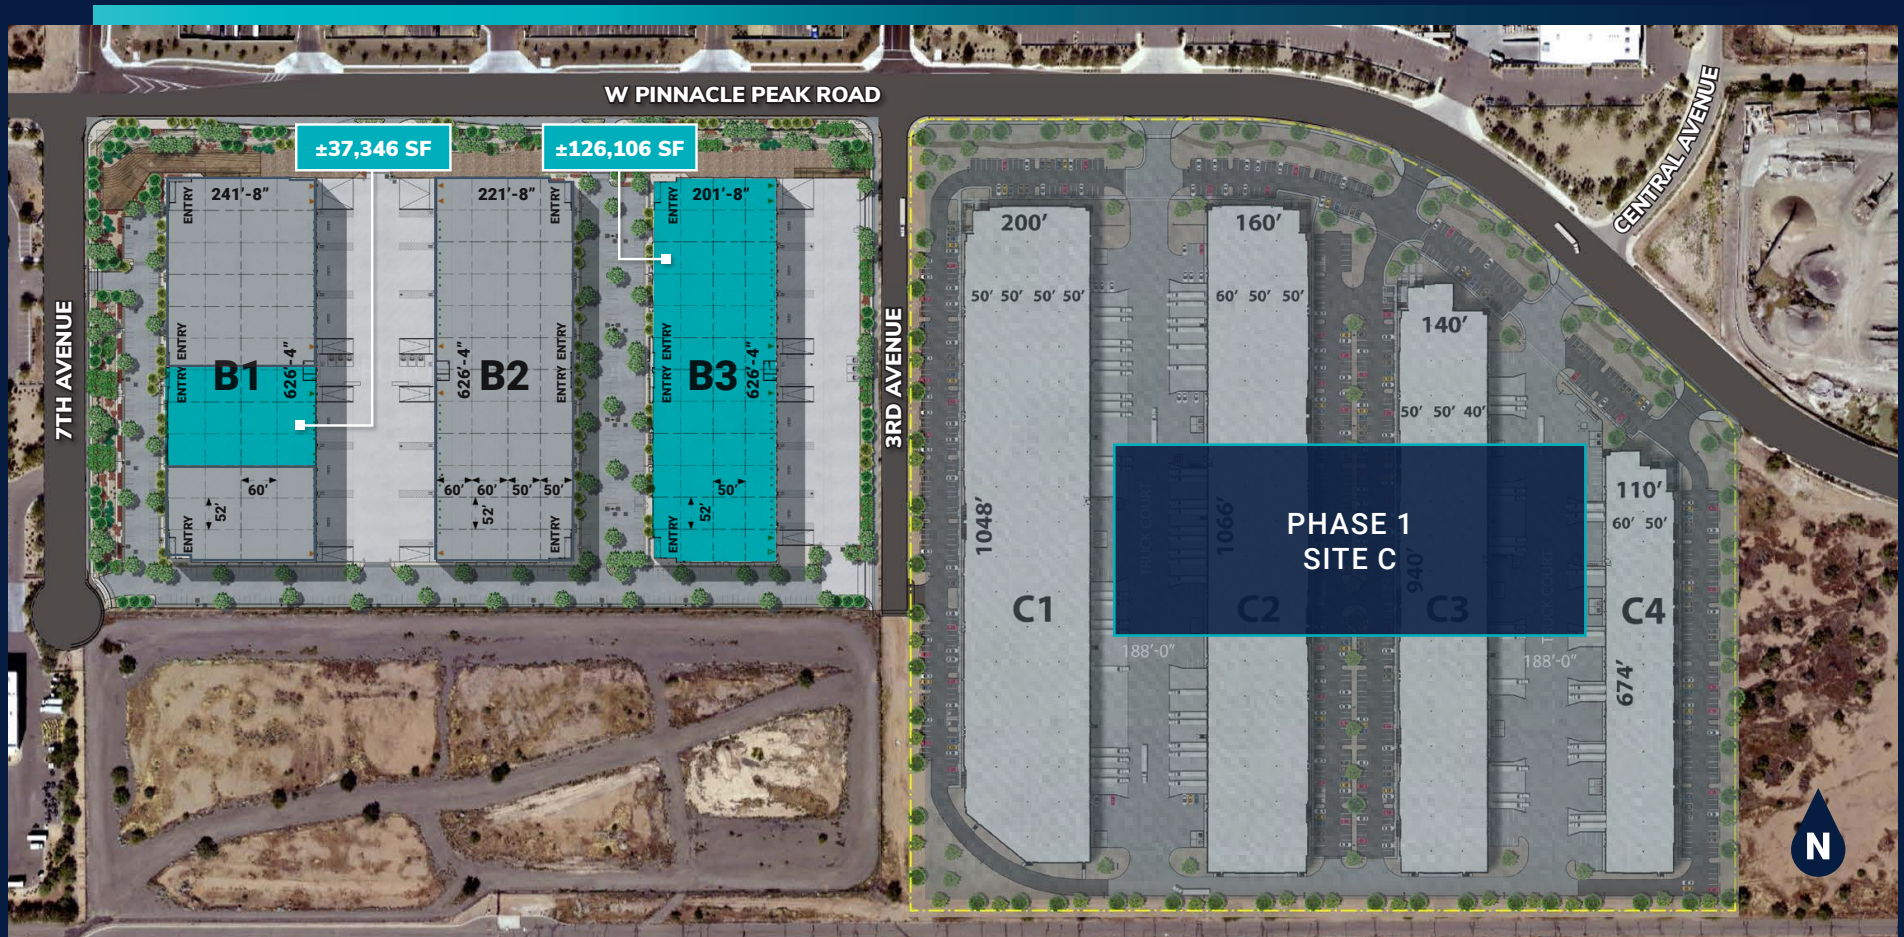 W PINNACLE PEAK ROAD
CENTRAL AVENUE
7TH AVENUE
3RD AVENUE
±37,346 SF
±126,106 SF
ENTRY
241'-8"
ENTRY
ENTRY
ENTRY
B1
626'-4"
60'
52'
ENTRY
221'-8"
ENTRY
B2
626'-4"
ENTRY
ENTRY
60'
60'
50'
50'
52'
ENTRY
ENTRY
201'-8"
ENTRY
ENTRY
B3
626'-4"
50'
52'
ENTRY
200'
50' 50' 50' 50'
1048'
C1
188'-0"
160'
60' 50' 50'
1066'
C2
140'
50' 50' 40'
940'
C3
188'-0"
110'
60' 50'
C4
674'
PHASE 1
SITE C
N